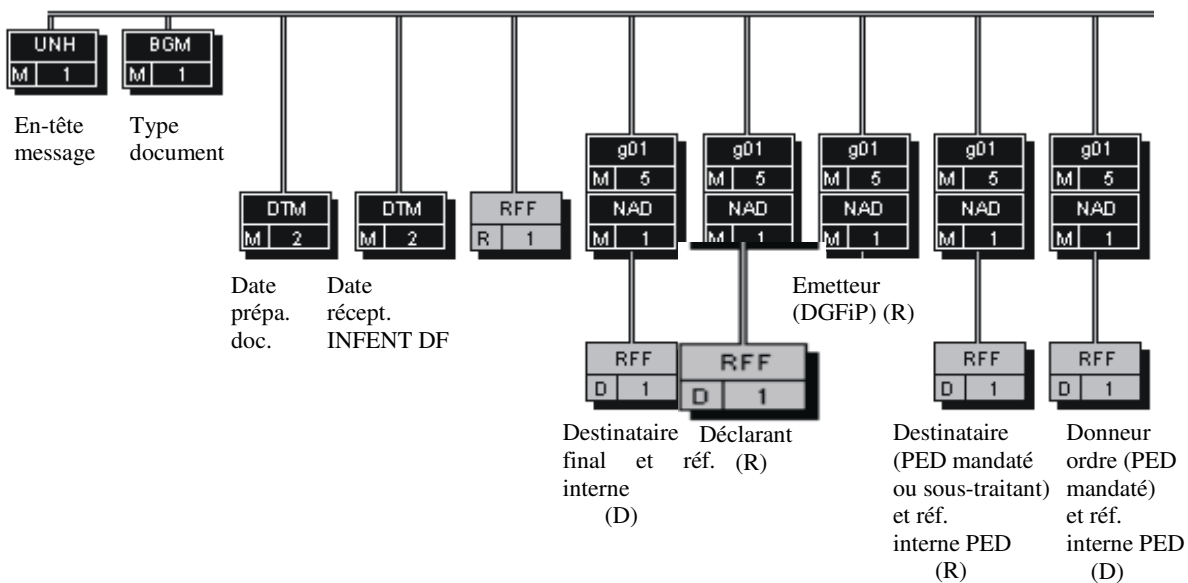 UNH
M 1
BGM
M 1
En-tête
message
Type
document
DTM
M 2
DTM
M 2
RFF
R 1
g01
M 5
NAD
M 1
g01
M 5
NAD
M 1
g01
M 5
NAD
M 1
g01
M 5
NAD
M 1
g01
M 5
NAD
M 1
Date
prépa.
doc.
Date
récept.
INFENT DF
Emetteur
(DGFiP) (R)
RFF
D 1
RFF
D 1
RFF
D 1
RFF
D 1
Destinataire
final et réf.
interne
(D)
Déclarant
(R)
Destinataire
(PED mandaté
ou sous-traitant)
et réf.
interne PED
(R)
Donneur
ordre (PED
mandaté)
et réf.
interne PED
(D)